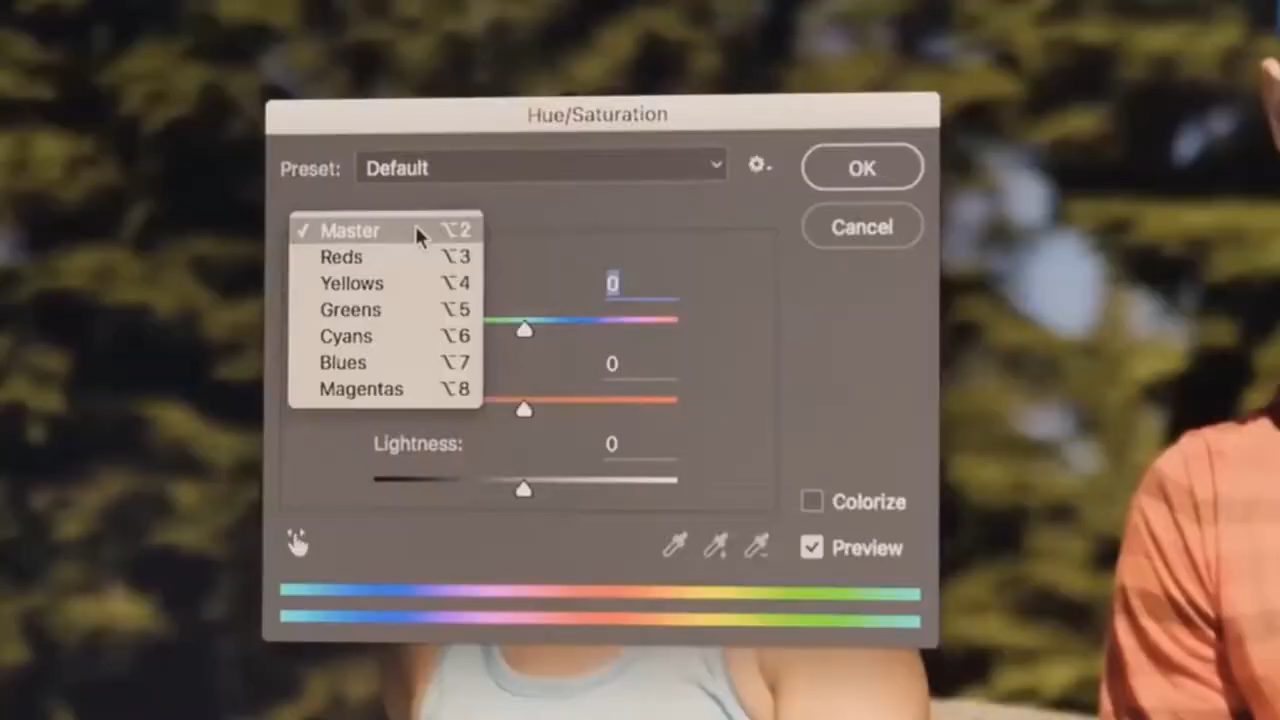 Hue/Saturation
Preset: Default
OK
✓ Master ⌥2
Cancel
Reds ⌥3
Yellows ⌥4
0
Greens ⌥5
Cyans ⌥6
Blues ⌥7
0
Magentas ⌥8
Lightness: 0
Colorize
Preview